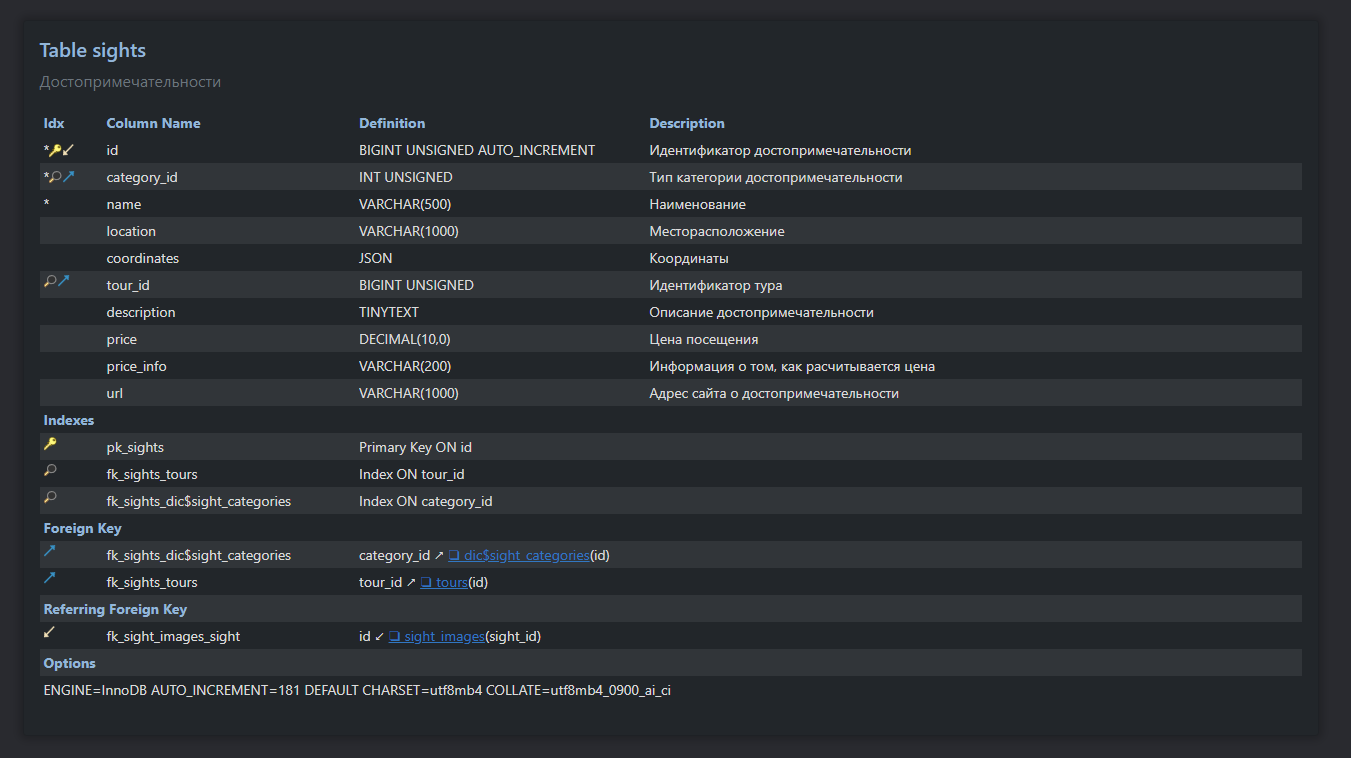 Table sights
Достопримечательности
Idx Column Name Definition Description
* id BIGINT UNSIGNED AUTO_INCREMENT Идентификатор достопримечательности
* category_id INT UNSIGNED Тип категории достопримечательности
* name VARCHAR(500) Наименование
location VARCHAR(1000) Месторасположение
coordinates JSON Координаты
tour_id BIGINT UNSIGNED Идентификатор тура
description TINYTEXT Описание достопримечательности
price DECIMAL(10,0) Цена посещения
price_info VARCHAR(200) Информация о том, как расчитывается цена
url VARCHAR(1000) Адрес сайта о достопримечательности
Indexes
pk_sights Primary Key ON id
fk_sights_tours Index ON tour_id
fk_sights_dic$sight_categories Index ON category_id
Foreign Key
fk_sights_dic$sight_categories category_id ↗ ❏ dic$sight_categories(id)
fk_sights_tours tour_id ↗ ❏ tours(id)
Referring Foreign Key
fk_sight_images_sight id ↙ ❏ sight_images(sight_id)
Options
ENGINE=InnoDB AUTO_INCREMENT=181 DEFAULT CHARSET=utf8mb4 COLLATE=utf8mb4_0900_ai_ci